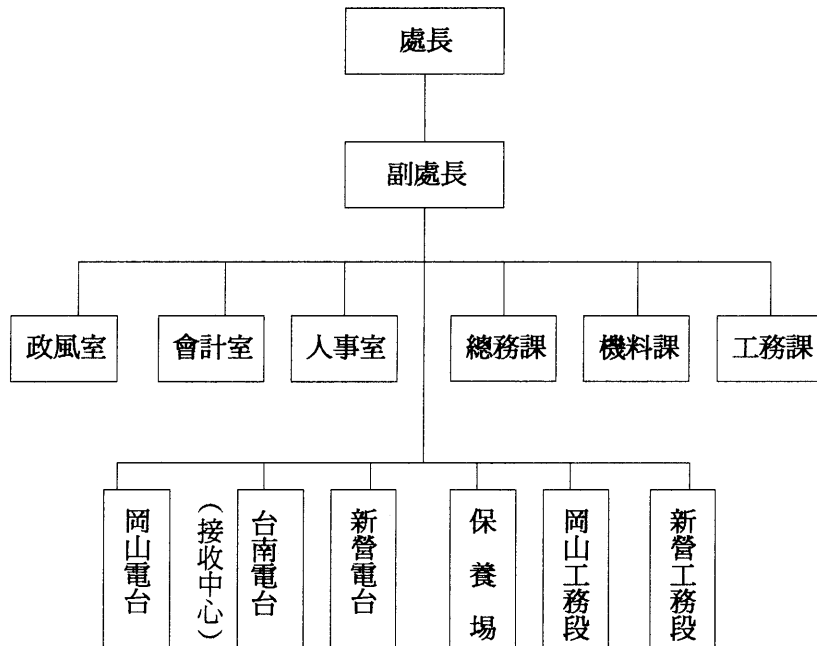 處長
副處長
政風室
會計室
人事室
總務課
機料課
工務課
岡山電台
（接收中心）
台南電台
新營電台
保養場
岡山工務段
新營工務段